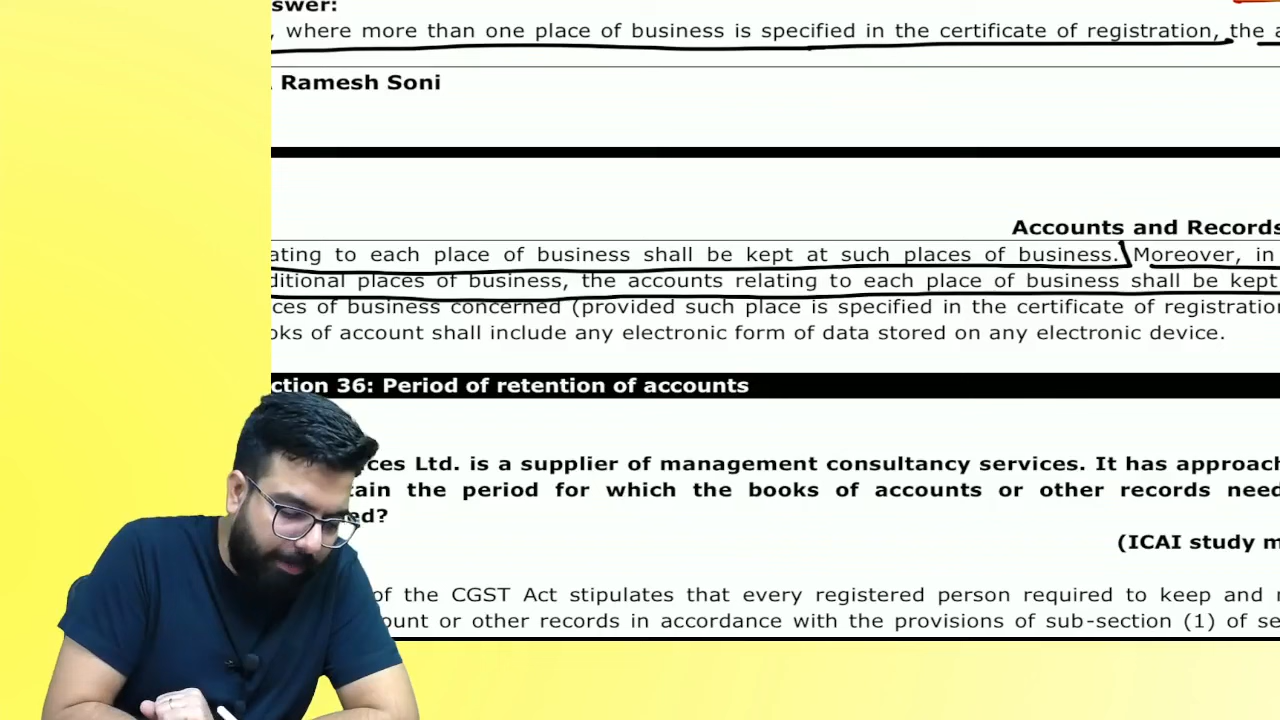 swer:
, where more than one place of business is specified in the certificate of registration, the a
. Ramesh Soni
Accounts and Records
ating to each place of business shall be kept at such places of business. Moreover, in
ditional places of business, the accounts relating to each place of business shall be kept
ces of business concerned (provided such place is specified in the certificate of registration
oks of account shall include any electronic form of data stored on any electronic device.
ction 36: Period of retention of accounts
ces Ltd. is a supplier of management consultancy services. It has approach
tain the period for which the books of accounts or other records need
ed?
(ICAI study m
of the CGST Act stipulates that every registered person required to keep and
ount or other records in accordance with the provisions of sub-section (1) of se